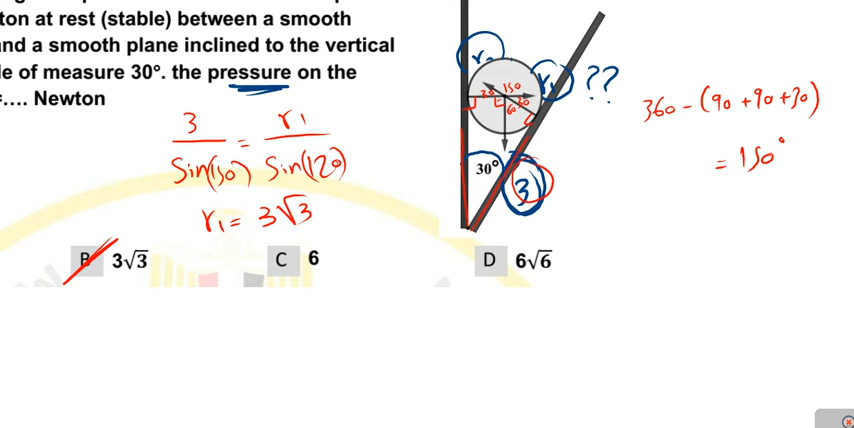 ton at rest (stable) between a smooth
and a smooth plane inclined to the vertical
le of measure 30°. the pressure on the
=.... Newton
3 / Sin(150) = r₁ / Sin(120)
r₁ = 3√3
B 3√3
C 6
D 6√6
r₂
r₁
??
150
30
60
30
30°
3
360 - (90 + 90 + 30)
= 150°